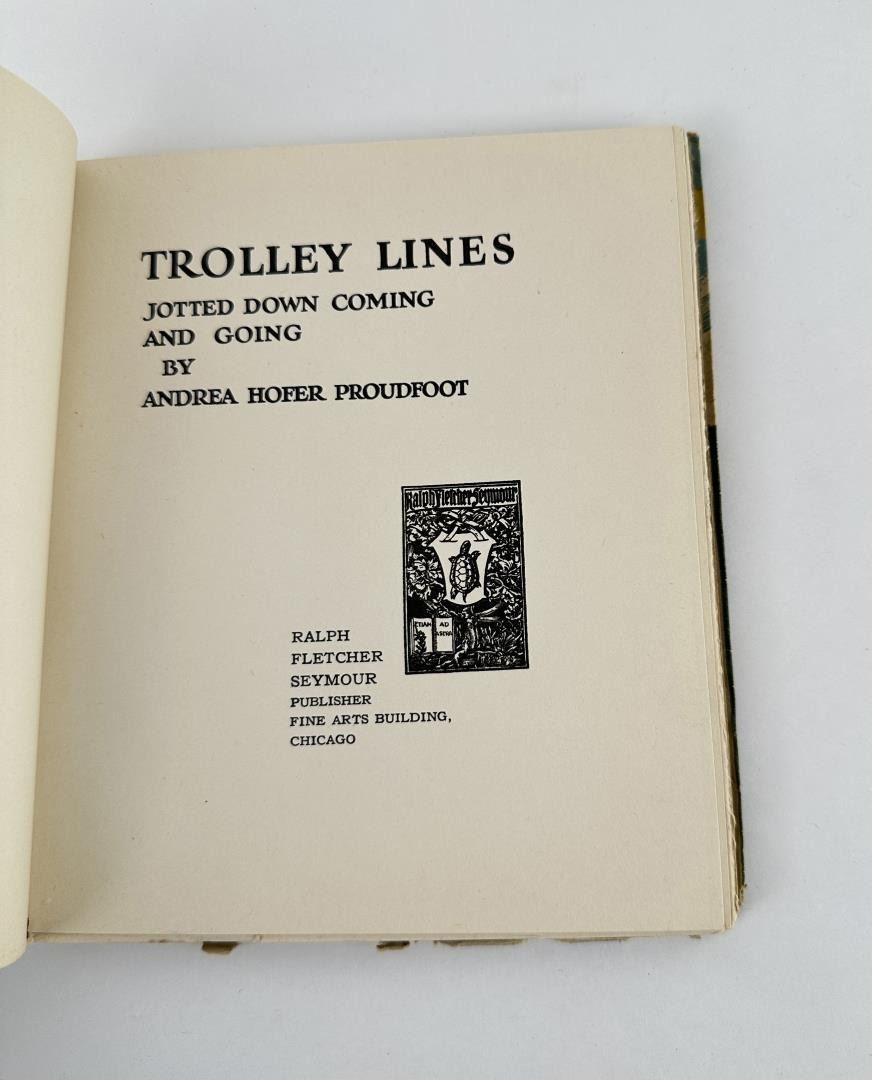 TROLLEY LINES
JOTTED DOWN COMING
AND GOING
BY
ANDREA HOFER PROUDFOOT
Ralph Fletcher Seymour
ETIAM AD
ASTRA
RALPH
FLETCHER
SEYMOUR
PUBLISHER
FINE ARTS BUILDING,
CHICAGO